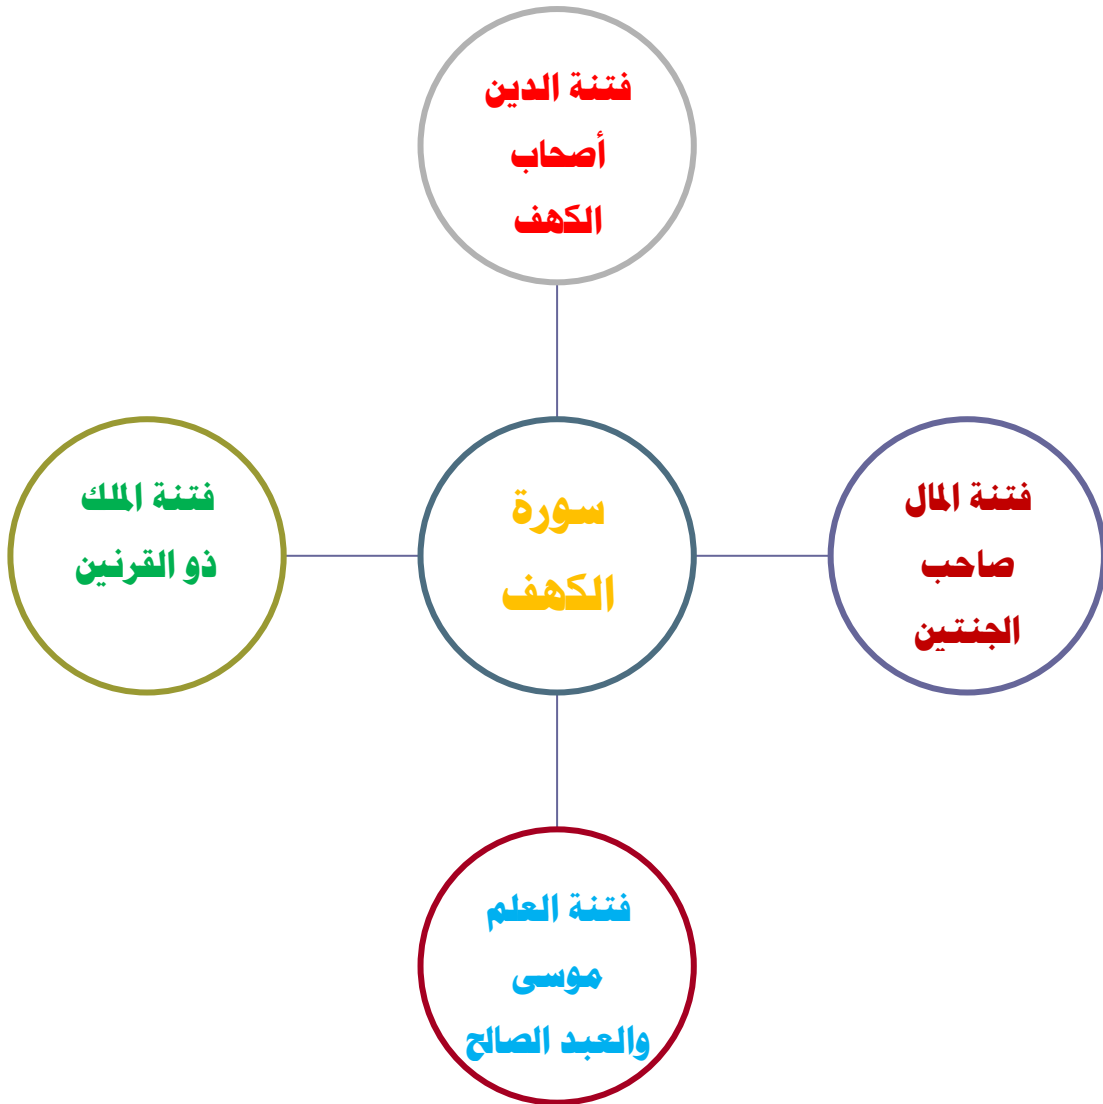 فتنة الدين
أصحاب
الكهف
فتنة المال
صاحب
الجنتين
سورة
الكهف
فتنة الملك
ذو القرنين
فتنة العلم
موسى
والعبد الصالح